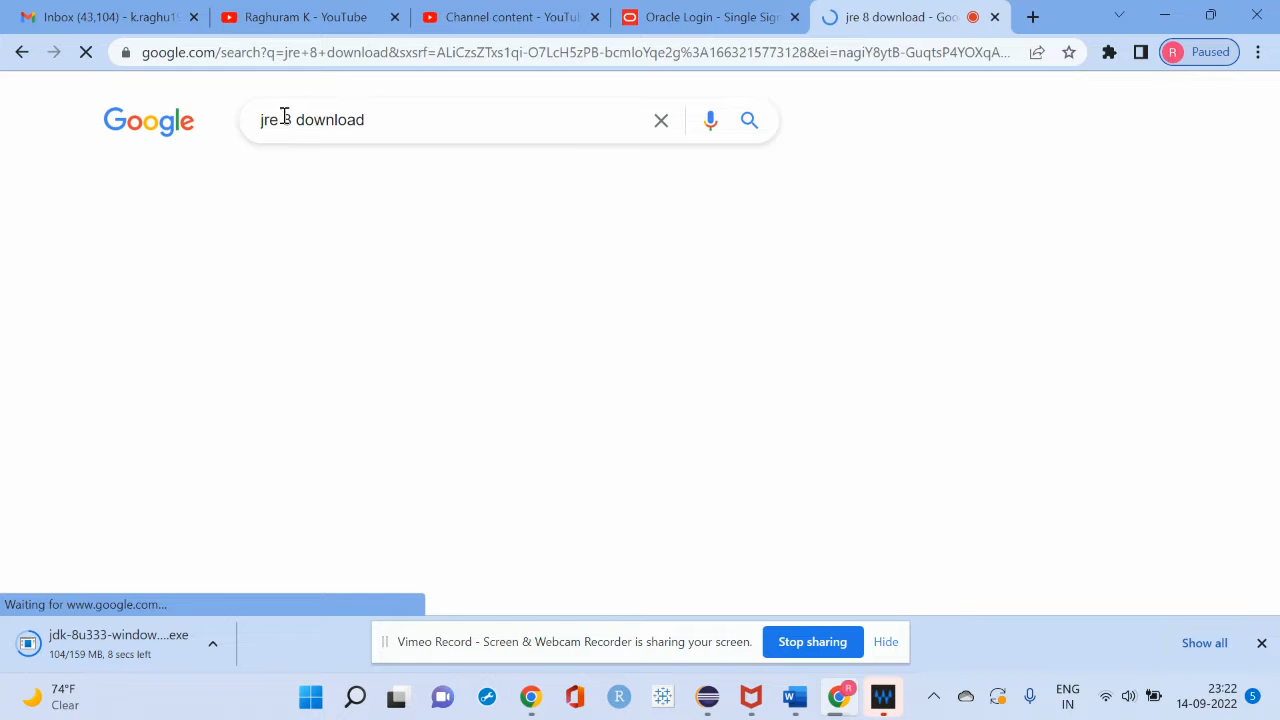 Inbox (43,104) - k.raghu1
Raghuram K - YouTube
Channel content - YouTu
Oracle Login - Single Sig
jre 8 download - Goo
google.com/search?q=jre+8+download&sxsrf=ALiCzsZTxs1qi-O7LcH5zPB-bcmIoYqe2g%3A1663215773128&ei=nagiY8ytB-GuqtsP4YOXqA...
R Paused
Google
jre 8 download
Waiting for www.google.com...
jdk-8u333-window....exe
104/159 MB, 8 secs left
Vimeo Record - Screen & Webcam Recorder is sharing your screen.
Stop sharing
Hide
Show all
74°F
Clear
R
R
ENG
IN
23:22
14-09-2022
5